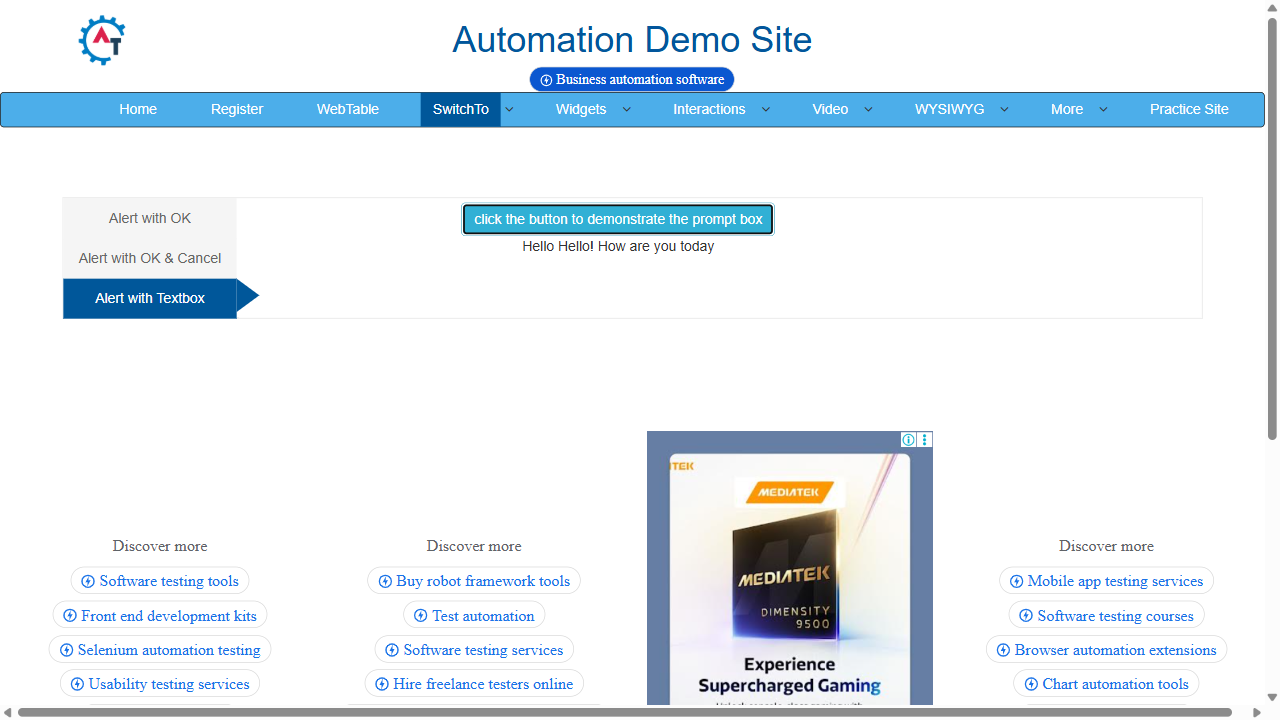 Automation Demo Site
Business automation software
Home Register WebTable SwitchTo Widgets Interactions Video WYSIWYG More Practice Site
Alert with OK
Alert with OK & Cancel
Alert with Textbox
click the button to demonstrate the prompt box
Hello Hello! How are you today
Discover more
Software testing tools
Front end development kits
Selenium automation testing
Usability testing services
Discover more
Buy robot framework tools
Test automation
Software testing services
Hire freelance testers online
ITEK
MEDIATEK
MEDIATEK
DIMENSITY
9500
Experience
Supercharged Gaming
Discover more
Mobile app testing services
Software testing courses
Browser automation extensions
Chart automation tools